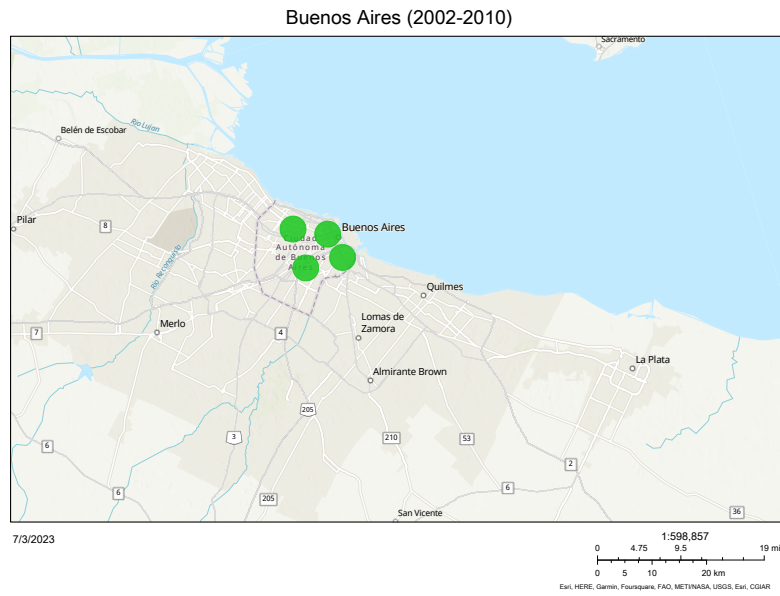 Buenos Aires (2002-2010)
Sacramento
Río Lujan
Belén de Escobar
Pilar
8
Buenos Aires
Ciudad
Autónoma
de Buenos
Aires
Río Reconquista
Quilmes
Merlo
7
4
Lomas de
Zamora
La Plata
Almirante Brown
205
3
210
53
6
2
6
6
205
36
San Vicente
7/3/2023
1:598,857
0 4.75 9.5 19 mi
0 5 10 20 km
Esri, HERE, Garmin, Foursquare, FAO, METI/NASA, USGS, Esri, CGIAR